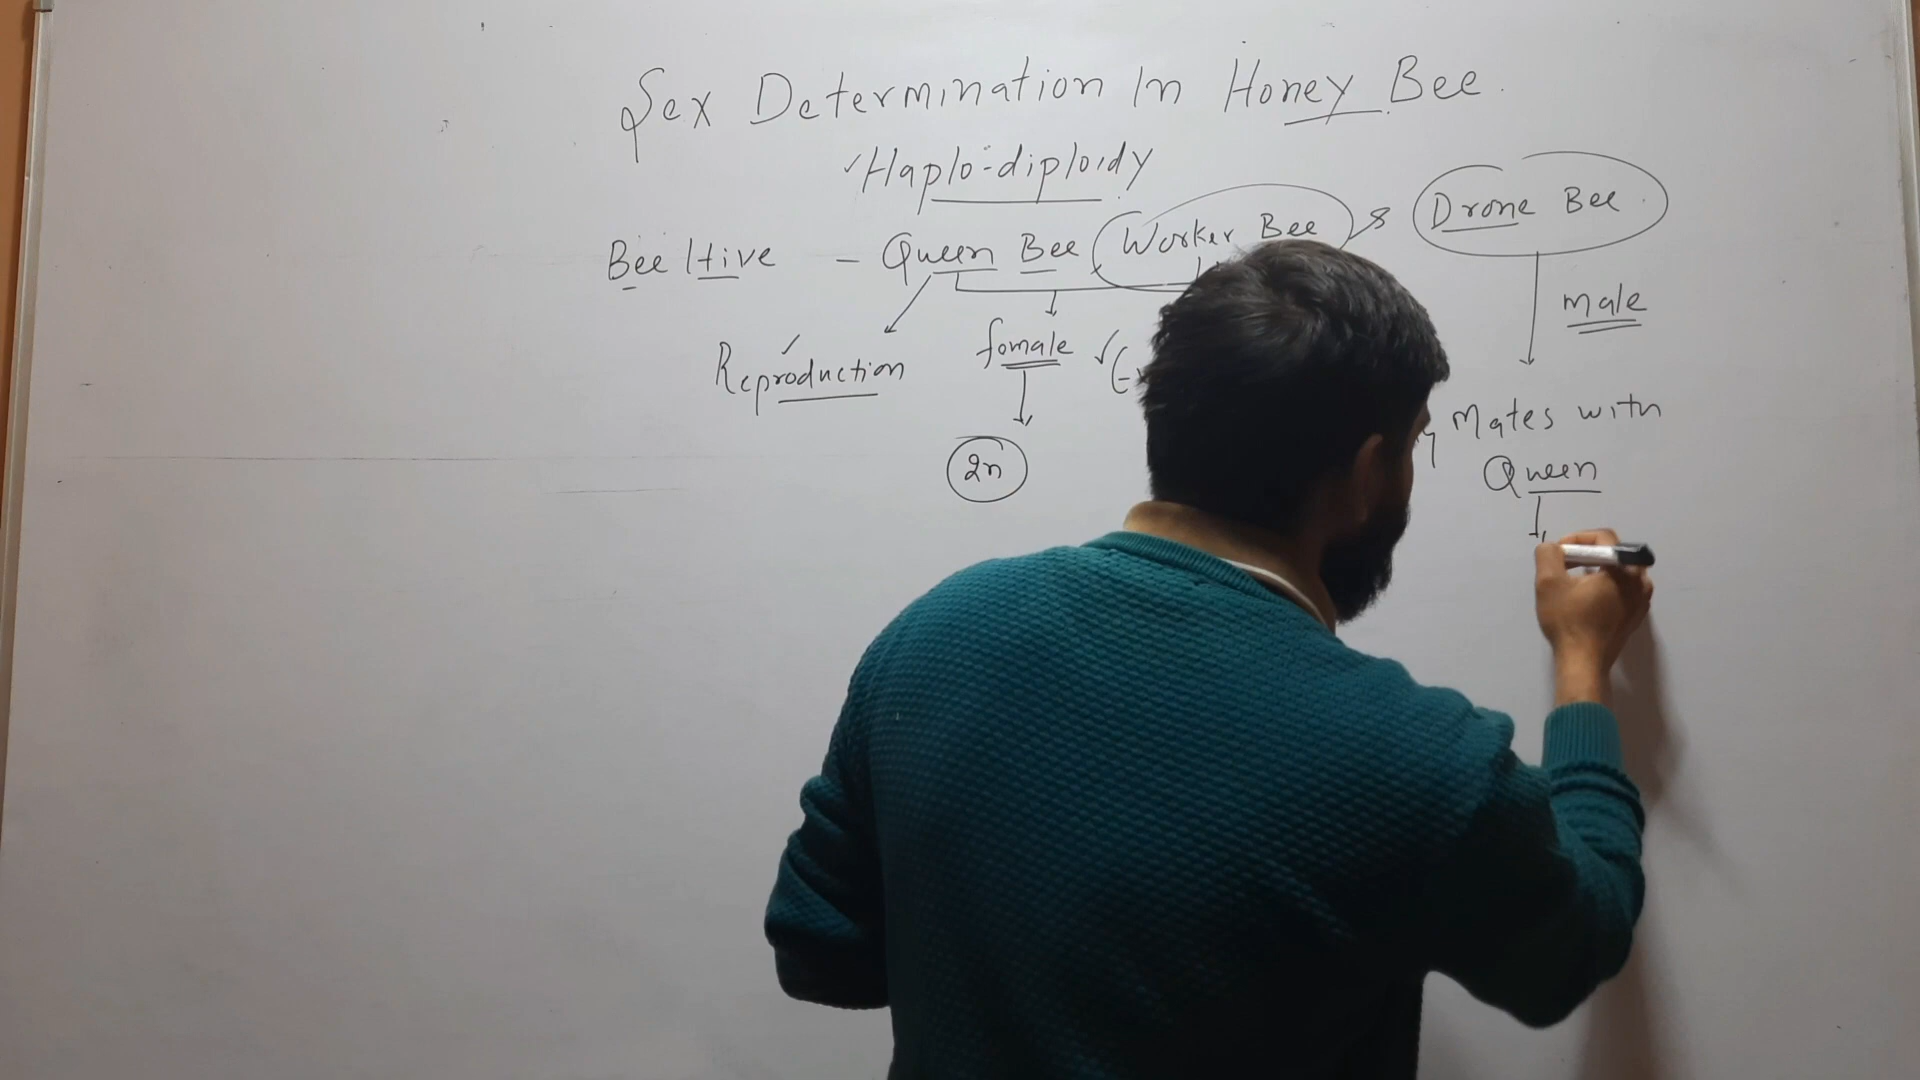 Sex Determination In Honey Bee.
Haplo-diploidy
Bee Hive - Queen Bee Worker Bee & Drone Bee
male
Reproduction fomale
Mates with
2n Queen